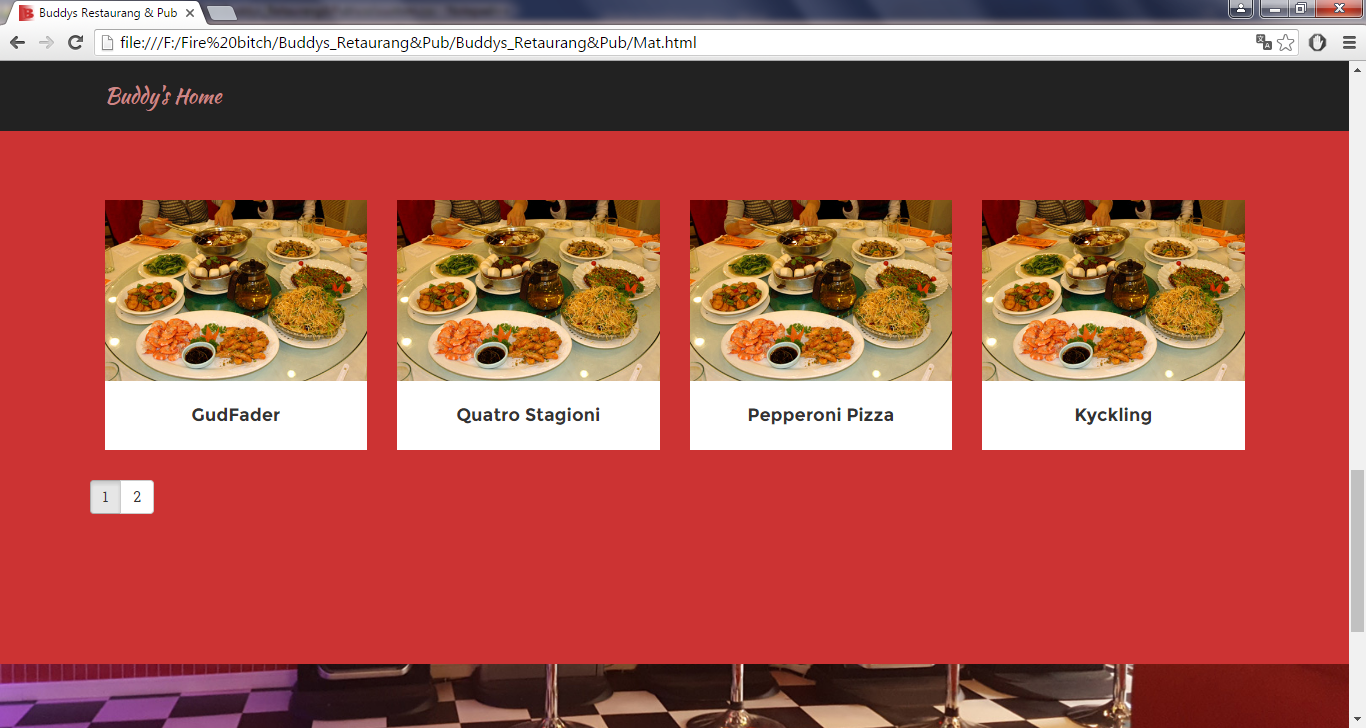 Buddys Restaurang & Pub
file:///F:/Fire%20bitch/Buddys_Retaurang&Pub/Buddys_Retaurang&Pub/Mat.html
Buddy's Home
GudFader
Quatro Stagioni
Pepperoni Pizza
Kyckling
1 2